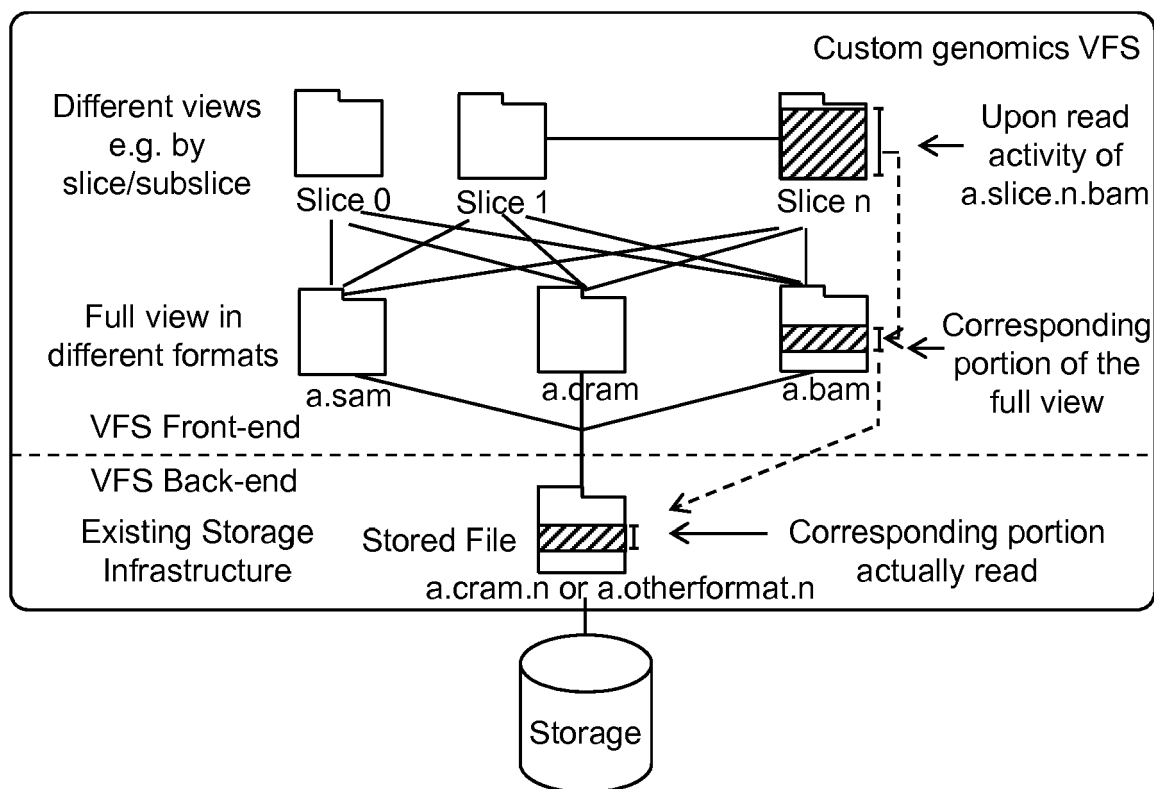 Custom genomics VFS
Different views
e.g. by
slice/subslice
Slice 0
Slice 1
Slice n
Upon read
activity of
a.slice.n.bam
Full view in
different formats
a.sam
a.cram
a.bam
Corresponding
portion of the
full view
VFS Front-end
VFS Back-end
Existing Storage
Infrastructure
Stored File
a.cram.n or a.otherformat.n
Corresponding portion
actually read
Storage